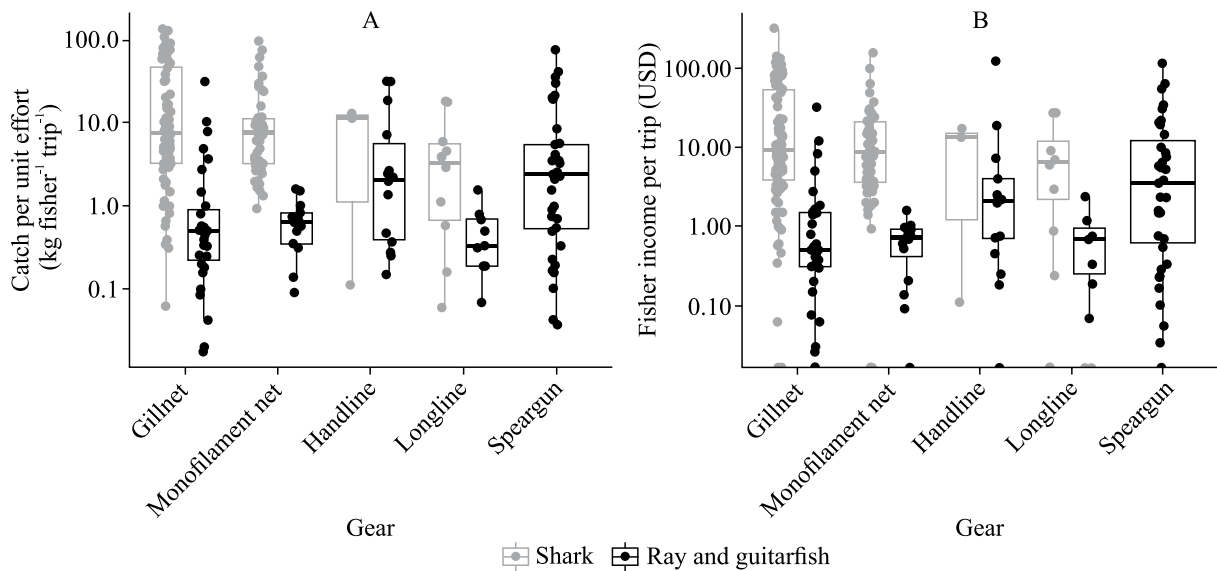 A
B
Catch per unit effort
(kg fisher⁻¹ trip⁻¹)
100.0
10.0
1.0
0.1
Fisher income per trip (USD)
100.00
10.00
1.00
0.10
Gillnet
Monofilament net
Handline
Longline
Speargun
Gillnet
Monofilament net
Handline
Longline
Speargun
Gear
Gear
Shark
Ray and guitarfish